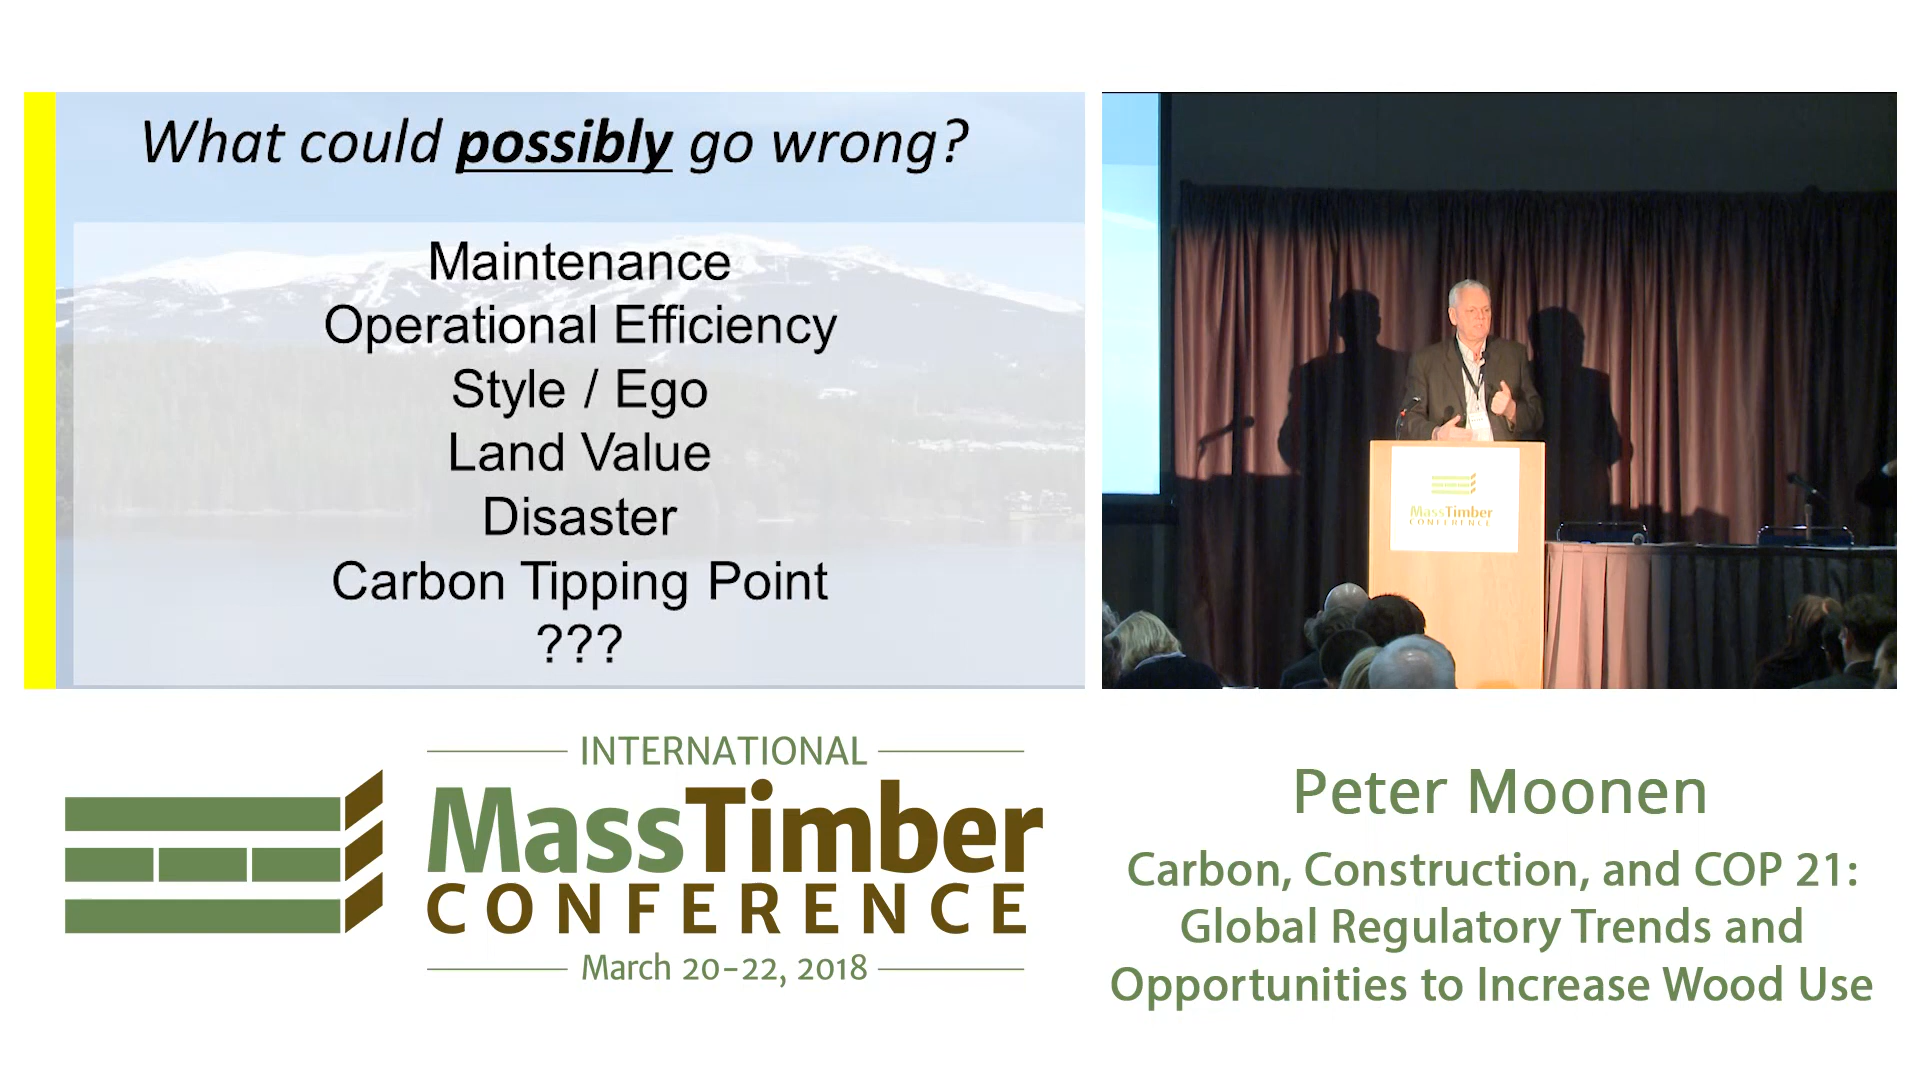 What could possibly go wrong?
Maintenance
Operational Efficiency
Style / Ego
Land Value
Disaster
Carbon Tipping Point
???
MassTimber
CONFERENCE
INTERNATIONAL
MassTimber
CONFERENCE
March 20-22, 2018
Peter Moonen
Carbon, Construction, and COP 21:
Global Regulatory Trends and
Opportunities to Increase Wood Use